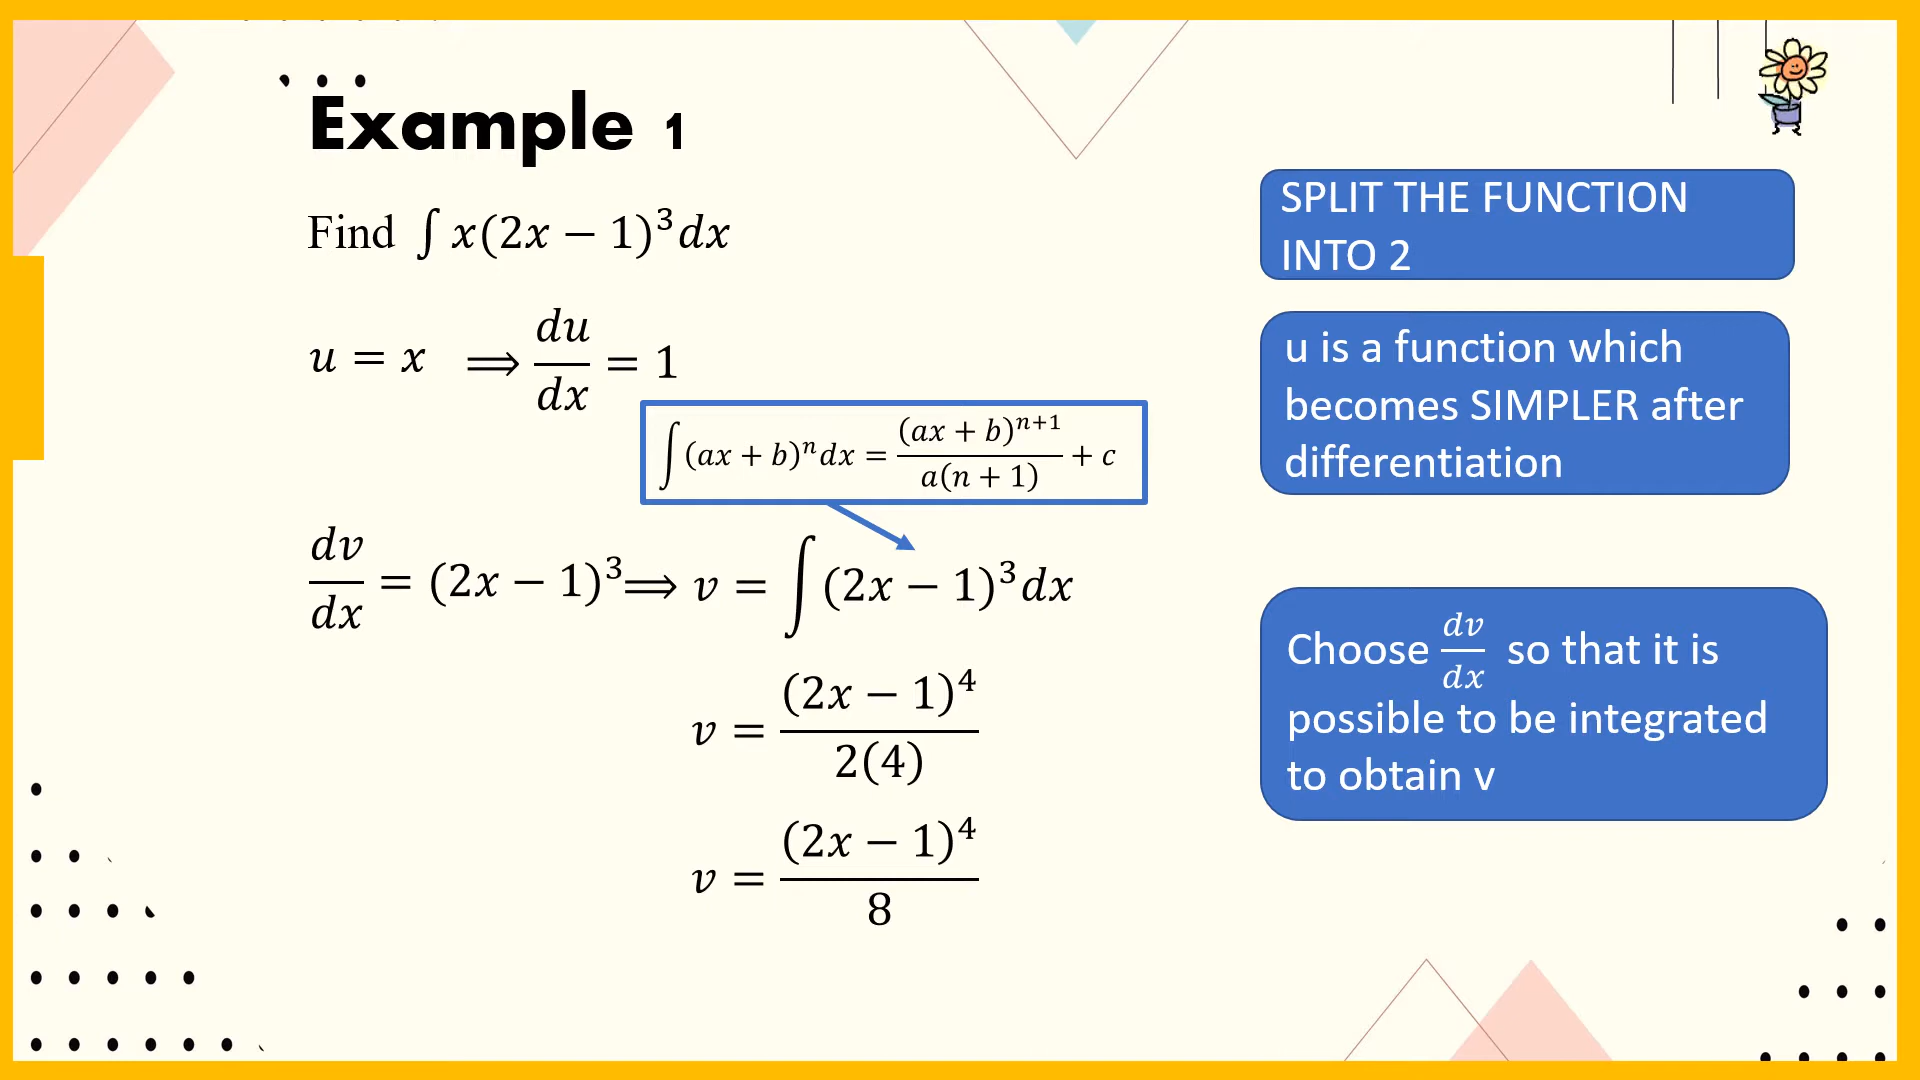 Example 1
Find ∫ x(2x − 1)³dx
u = x ⟹ du/dx = 1
∫(ax + b)ⁿdx = (ax + b)ⁿ⁺¹/a(n + 1) + c
dv/dx = (2x − 1)³ ⟹ v = ∫(2x − 1)³dx
v = (2x − 1)⁴/2(4)
v = (2x − 1)⁴/8
SPLIT THE FUNCTION
INTO 2
u is a function which
becomes SIMPLER after
differentiation
Choose dv/dx so that it is
possible to be integrated
to obtain v